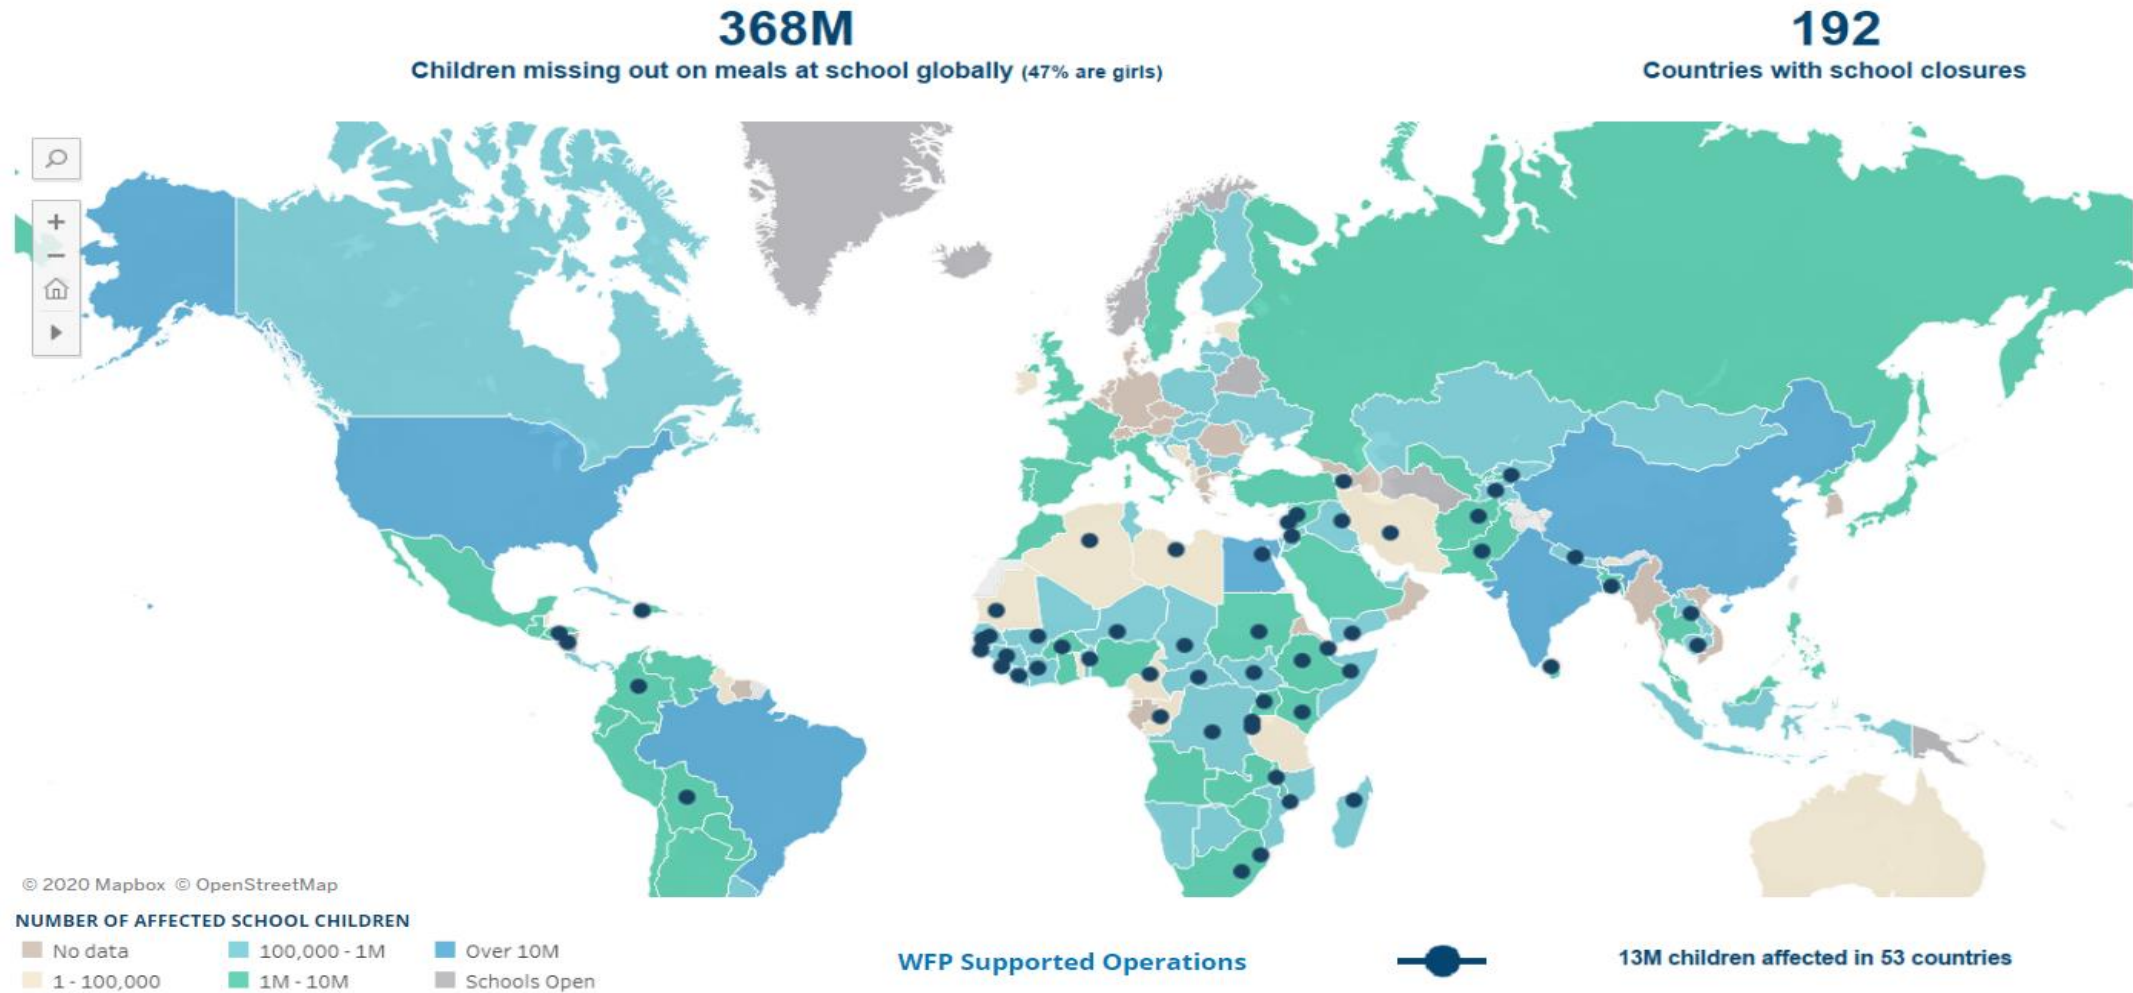 368M
Children missing out on meals at school globally (47% are girls)
192
Countries with school closures
© 2020 Mapbox © OpenStreetMap
NUMBER OF AFFECTED SCHOOL CHILDREN
No data
100,000 - 1M
Over 10M
1 - 100,000
1M - 10M
Schools Open
WFP Supported Operations
13M children affected in 53 countries